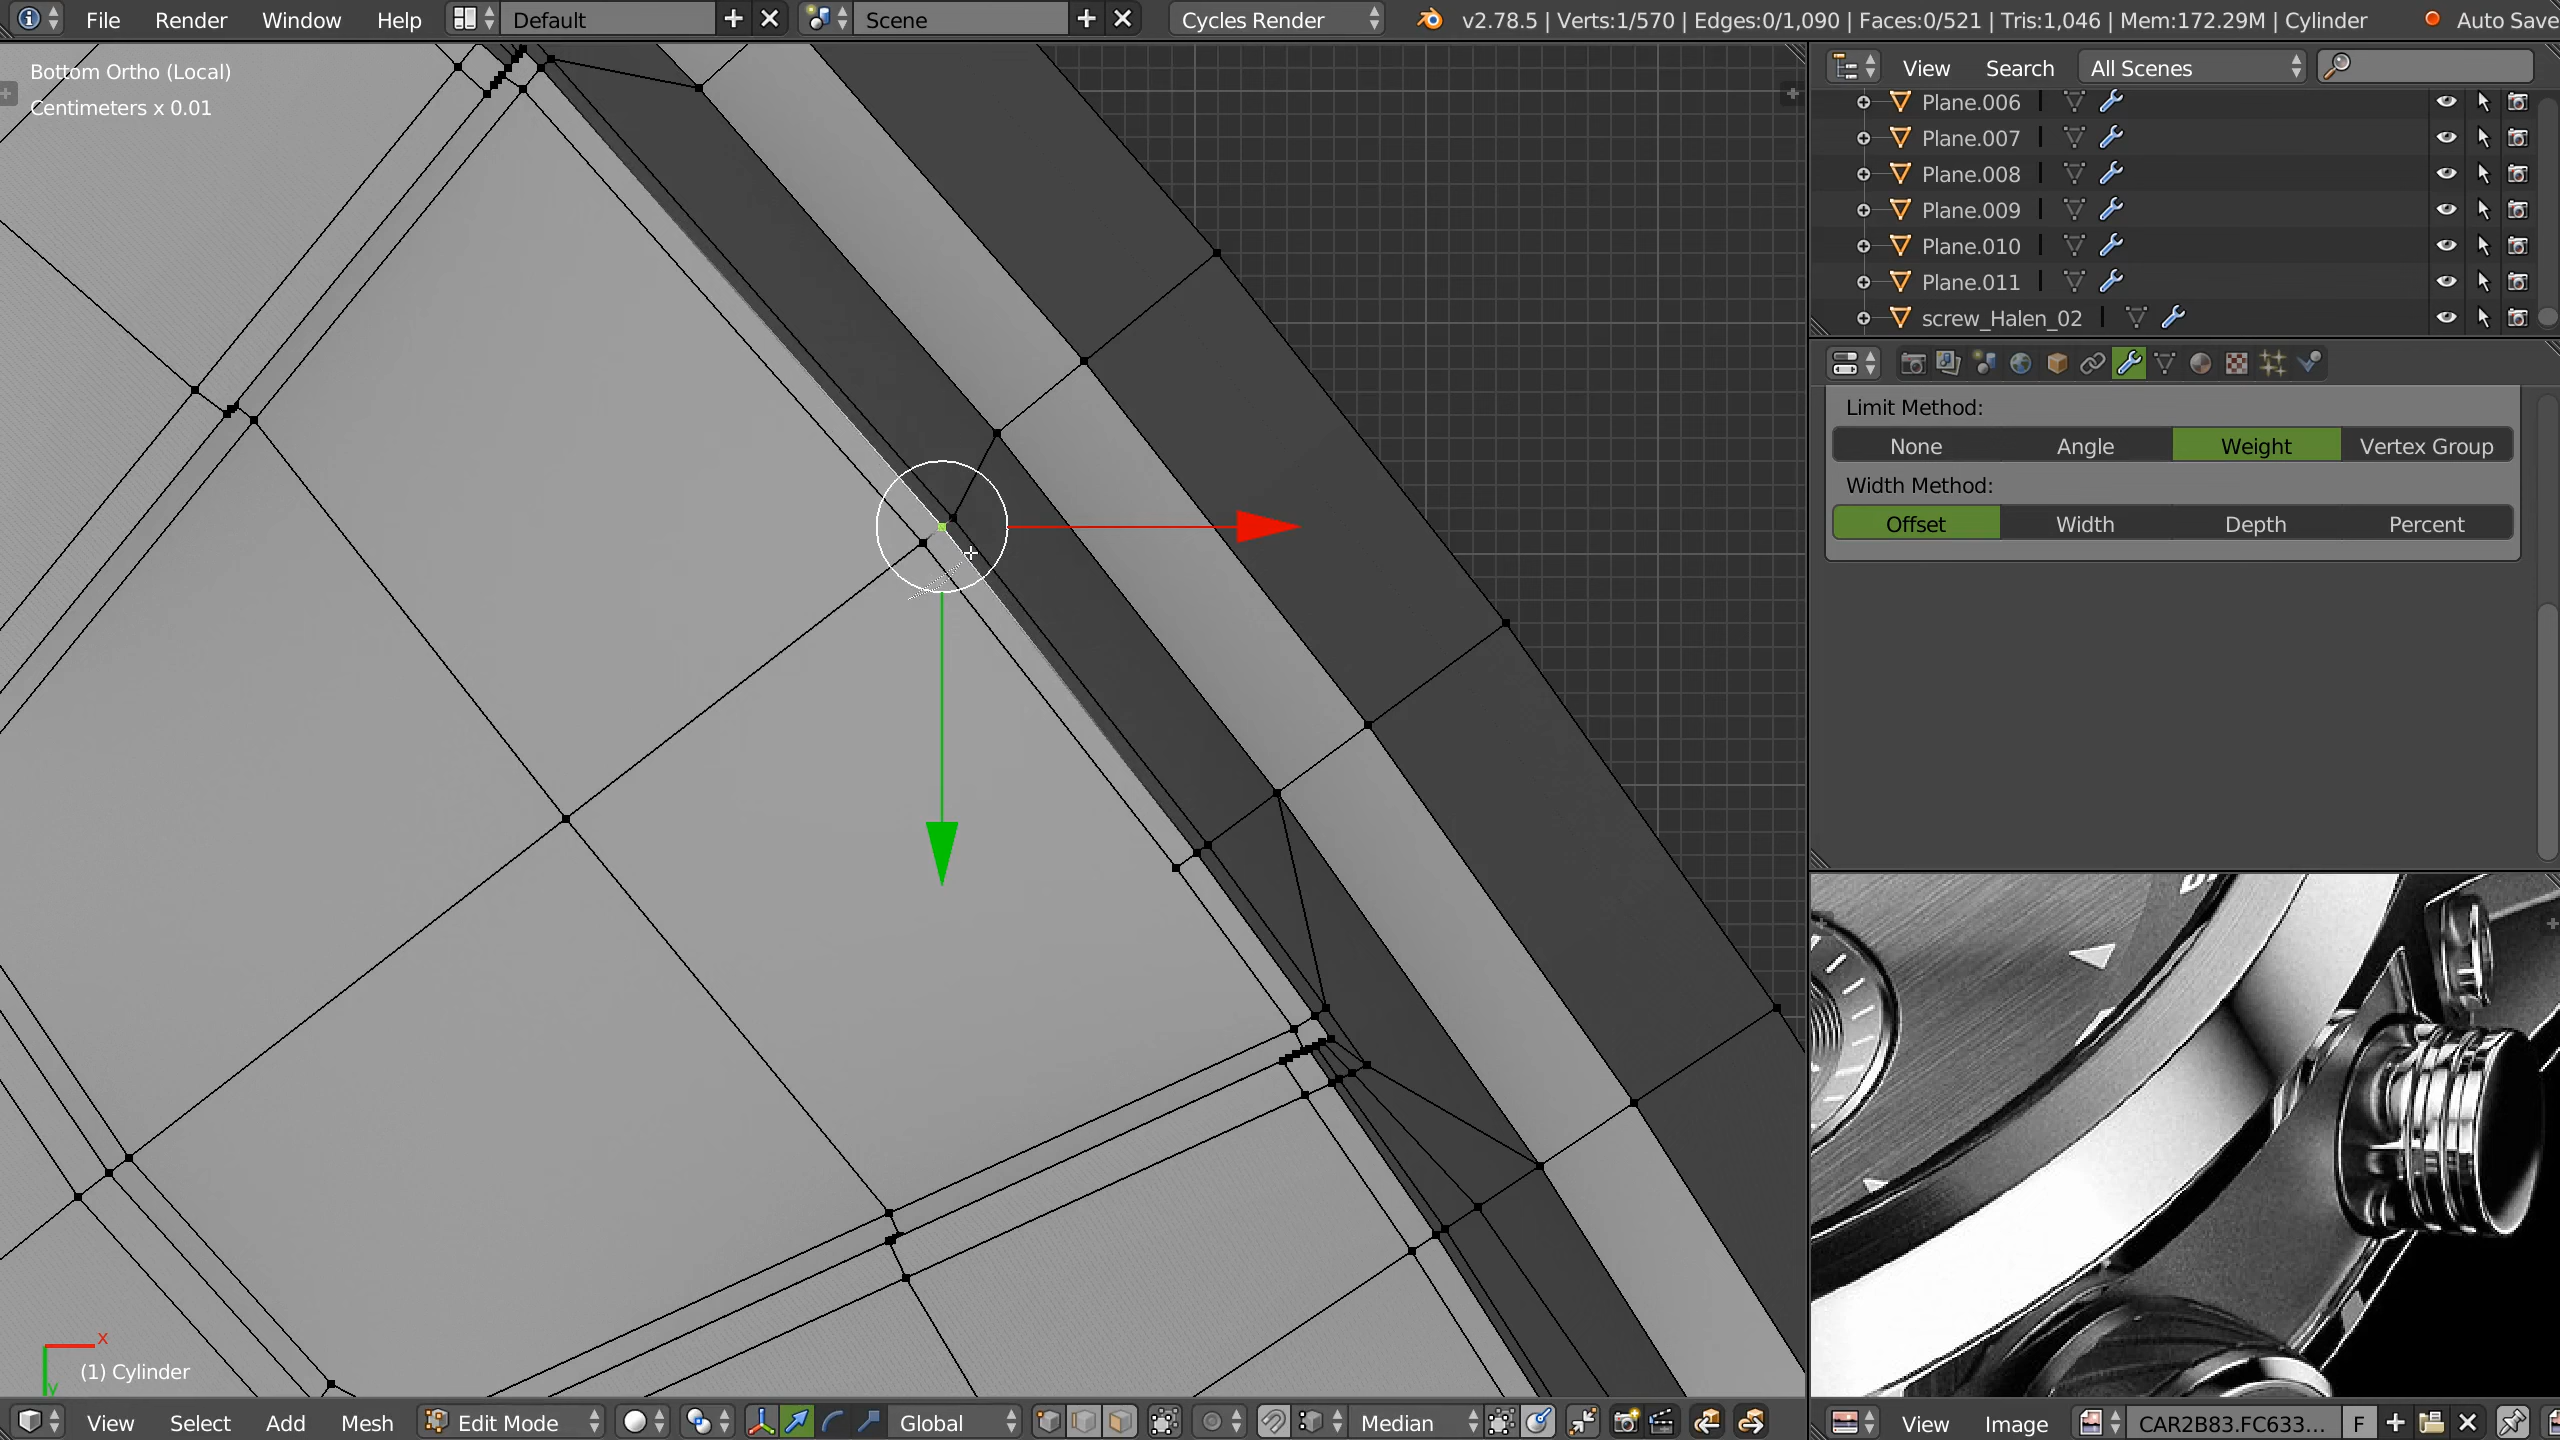 File Render Window Help Default Scene Cycles Render v2.78.5 | Verts:1/570 | Edges:0/1,090 | Faces:0/521 | Tris:1,046 | Mem:172.29M | Cylinder Auto Save
Bottom Ortho (Local)
Centimeters x 0.01
View Search All Scenes
Plane.006
Plane.007
Plane.008
Plane.009
Plane.010
Plane.011
screw_Halen_02
Limit Method:
None Angle Weight Vertex Group
Width Method:
Offset Width Depth Percent
x
y
(1) Cylinder
View Select Add Mesh Edit Mode Global Median
View Image CAR2B83.FC633... F